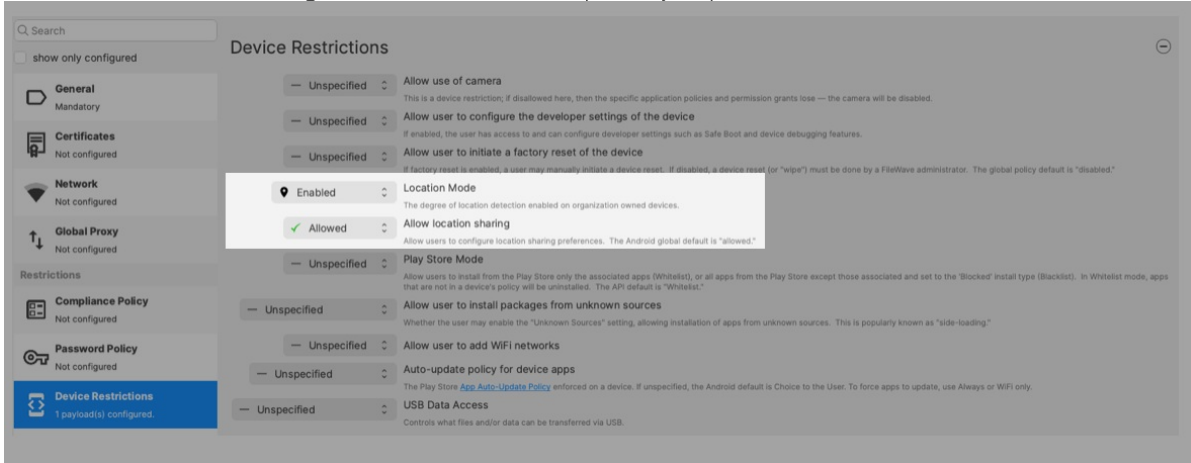 Search
show only configured
General
Mandatory
Certificates
Not configured
Network
Not configured
Global Proxy
Not configured
Restrictions
Compliance Policy
Not configured
Password Policy
Not configured
Device Restrictions
1 payload(s) configured.
Device Restrictions
— Unspecified
Allow use of camera
This is a device restriction; if disallowed here, then the specific application policies and permission grants lose — the camera will be disabled.
— Unspecified
Allow user to configure the developer settings of the device
If enabled, the user has access to and can configure developer settings such as Safe Boot and device debugging features.
— Unspecified
Allow user to initiate a factory reset of the device
If factory reset is enabled, a user may manually initiate a device reset. If disabled, a device reset (or "wipe") must be done by a FileWave administrator. The global policy default is "disabled."
Enabled
Location Mode
The degree of location detection enabled on organization owned devices.
✓ Allowed
Allow location sharing
Allow users to configure location sharing preferences. The Android global default is "allowed."
— Unspecified
Play Store Mode
Allow users to install from the Play Store only the associated apps (Whitelist), or all apps from the Play Store except those associated and set to the 'Blocked' install type (Blacklist). In Whitelist mode, apps
that are not in a device's policy will be uninstalled. The API default is "Whitelist."
— Unspecified
Allow user to install packages from unknown sources
Whether the user may enable the "Unknown Sources" setting, allowing installation of apps from unknown sources. This is popularly known as "side-loading."
— Unspecified
Allow user to add WiFi networks
— Unspecified
Auto-update policy for device apps
The Play Store App Auto-Update Policy enforced on a device. If unspecified, the Android default is Choice to the User. To force apps to update, use Always or WiFi only.
— Unspecified
USB Data Access
Controls what files and/or data can be transferred via USB.